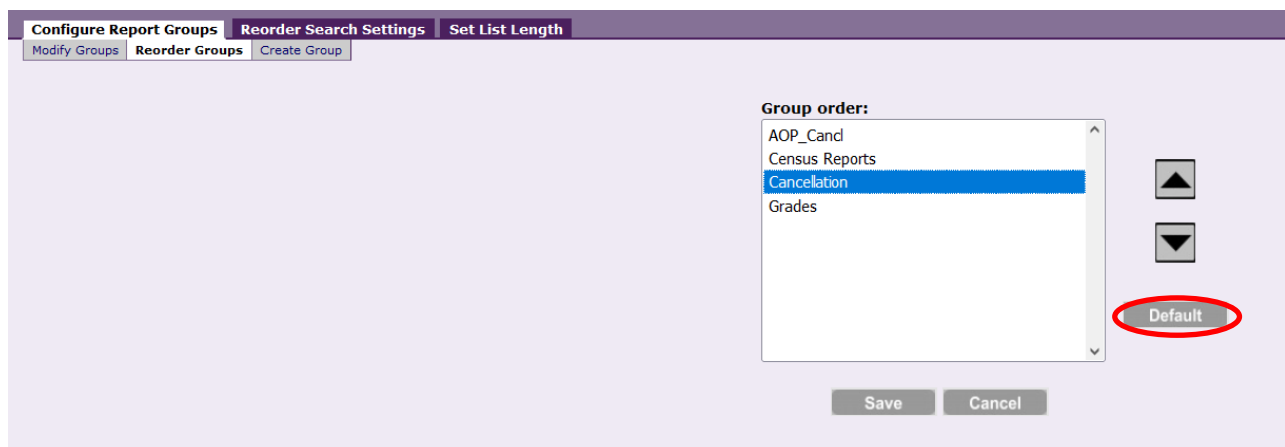 Configure Report Groups Reorder Search Settings Set List Length
Modify Groups Reorder Groups Create Group
Group order:
AOP_Cancl
Census Reports
Cancellation
Grades
Default
Save Cancel